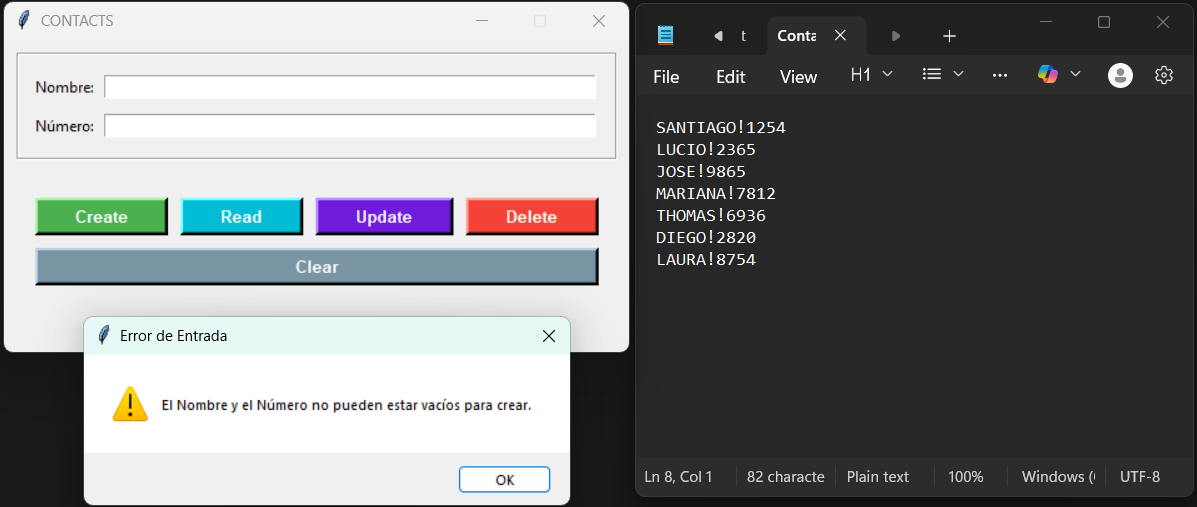 CONTACTS
Nombre:
Número:
Create Read Update Delete
Clear
Error de Entrada
El Nombre y el Número no pueden estar vacíos para crear.
OK
t Conta
File Edit View H1
SANTIAGO!1254
LUCIO!2365
JOSE!9865
MARIANA!7812
THOMAS!6936
DIEGO!2820
LAURA!8754
Ln 8, Col 1 82 characte Plain text 100% Windows ( UTF-8